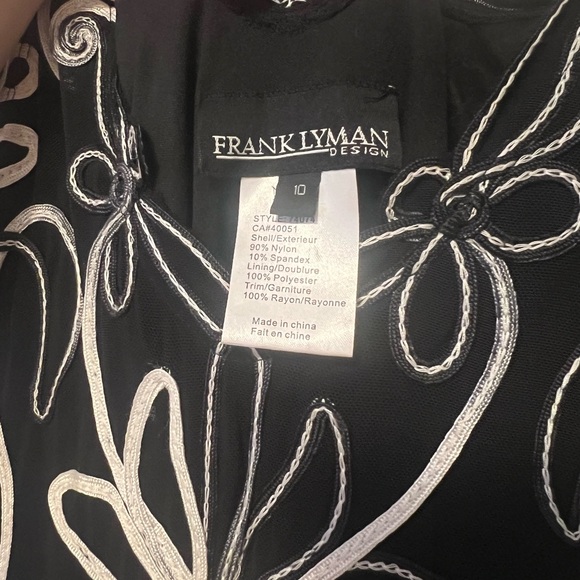 FRANK LYMAN
DESIGN
10
STYLE
CA#40051
Shell/Exterieur
90% Nylon
10% Spandex
Lining/Doublure
100% Polyester
Trim/Garniture
100% Rayon/Rayonne
Made in china
Fait en chine